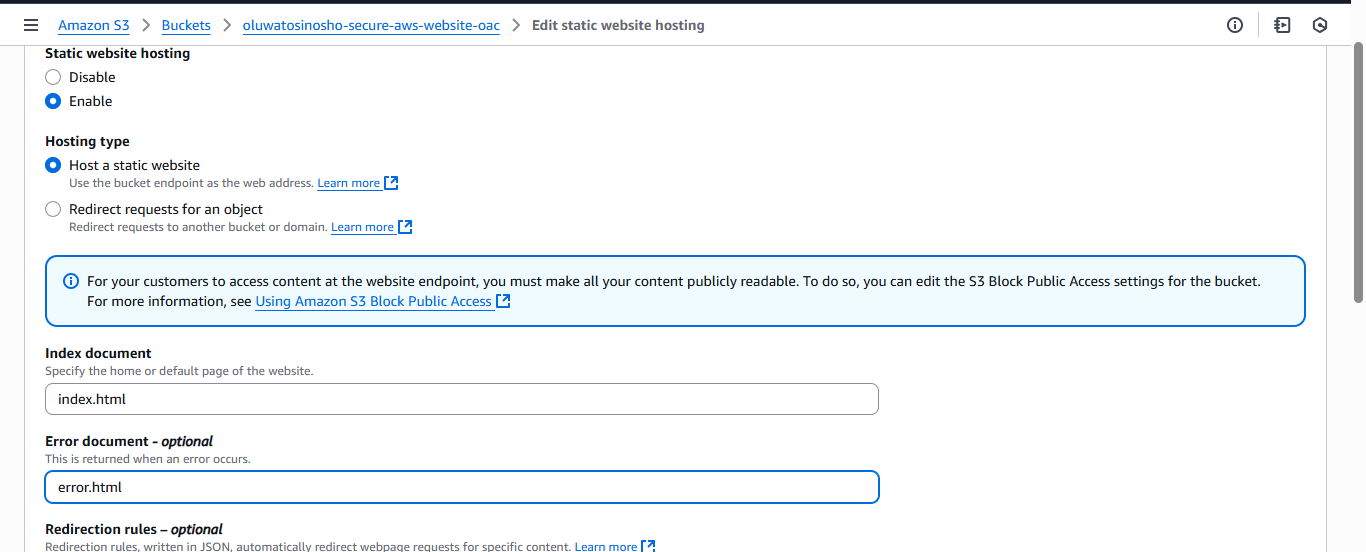 Amazon S3 > Buckets > oluwatosinosho-secure-aws-website-oac > Edit static website hosting
Static website hosting
Disable
Enable
Hosting type
Host a static website
Use the bucket endpoint as the web address. Learn more
Redirect requests for an object
Redirect requests to another bucket or domain. Learn more
For your customers to access content at the website endpoint, you must make all your content publicly readable. To do so, you can edit the S3 Block Public Access settings for the bucket.
For more information, see Using Amazon S3 Block Public Access
Index document
Specify the home or default page of the website.
index.html
Error document - optional
This is returned when an error occurs.
error.html
Redirection rules – optional
Redirection rules, written in JSON, automatically redirect webpage requests for specific content. Learn more